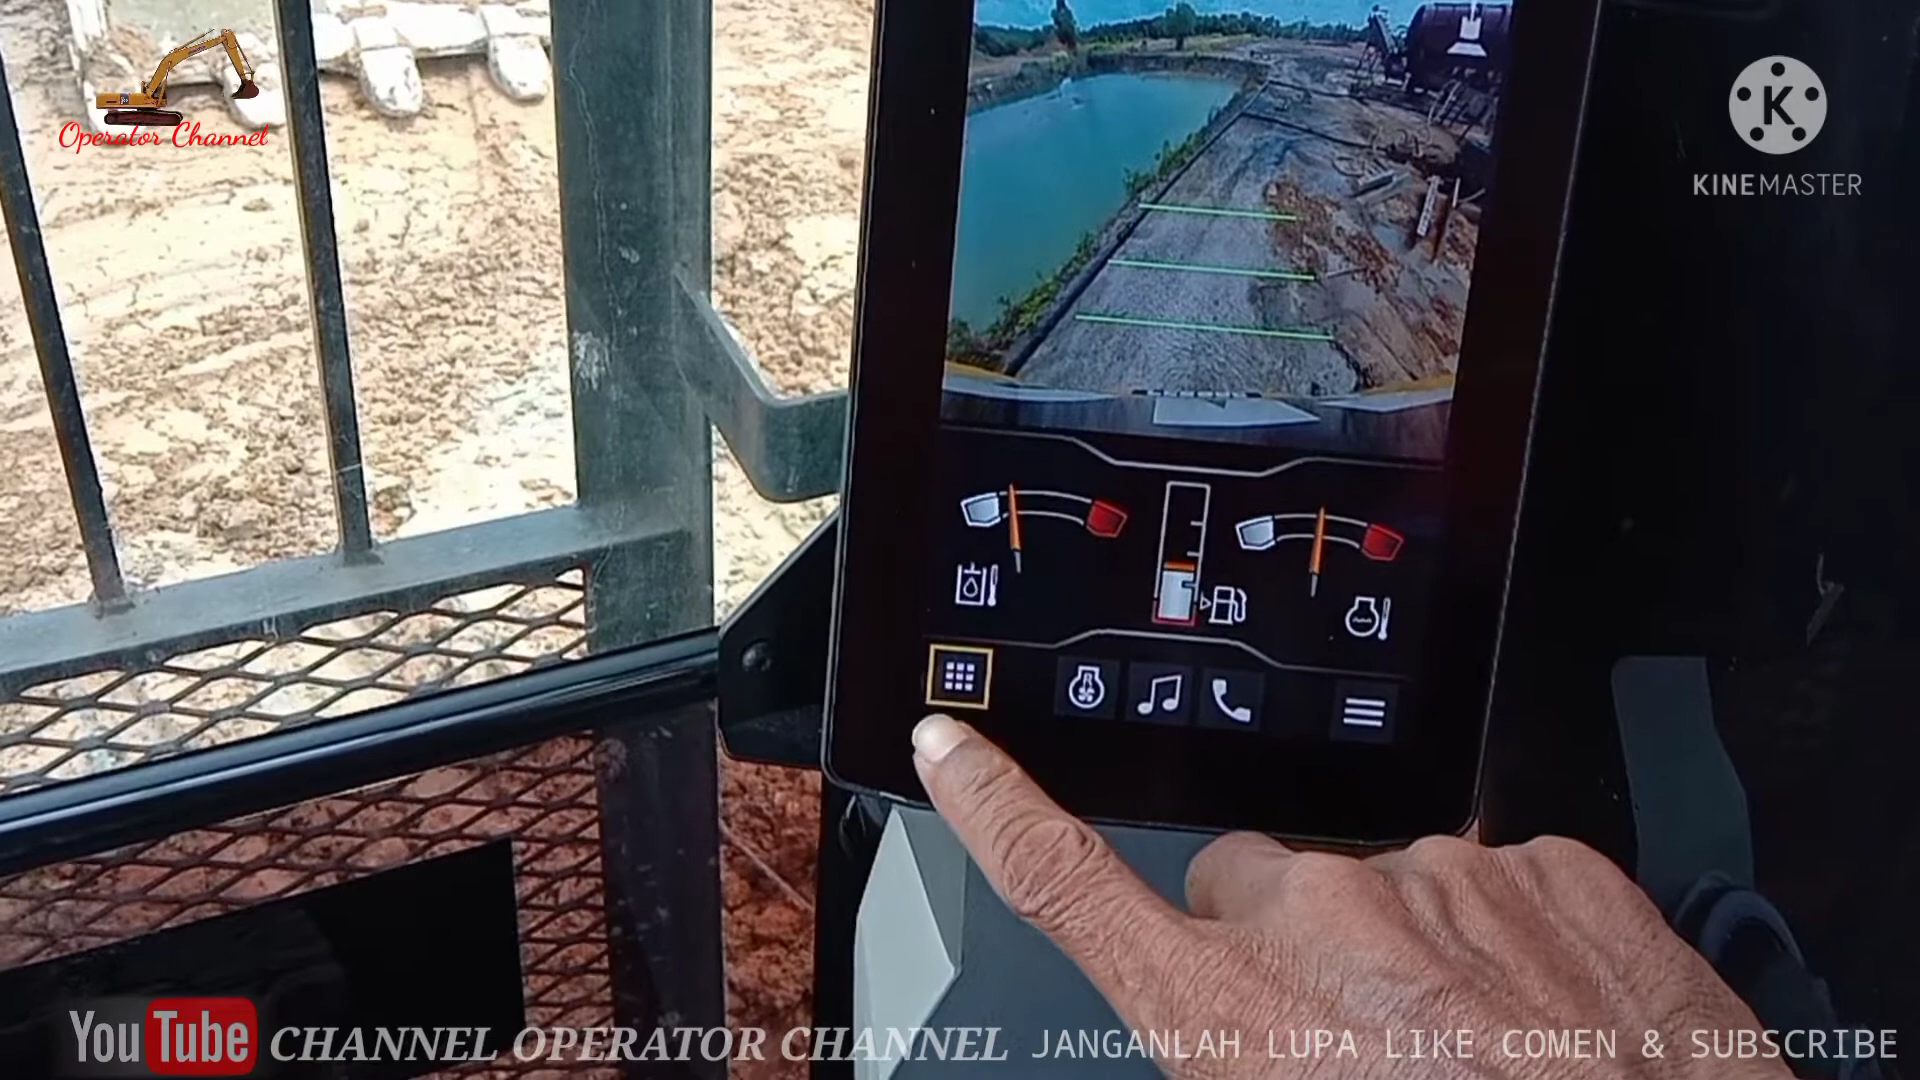 Operator Channel
K
KINEMASTER
YouTube CHANNEL OPERATOR CHANNEL JANGANLAH LUPA LIKE COMEN & SUBSCRIBE